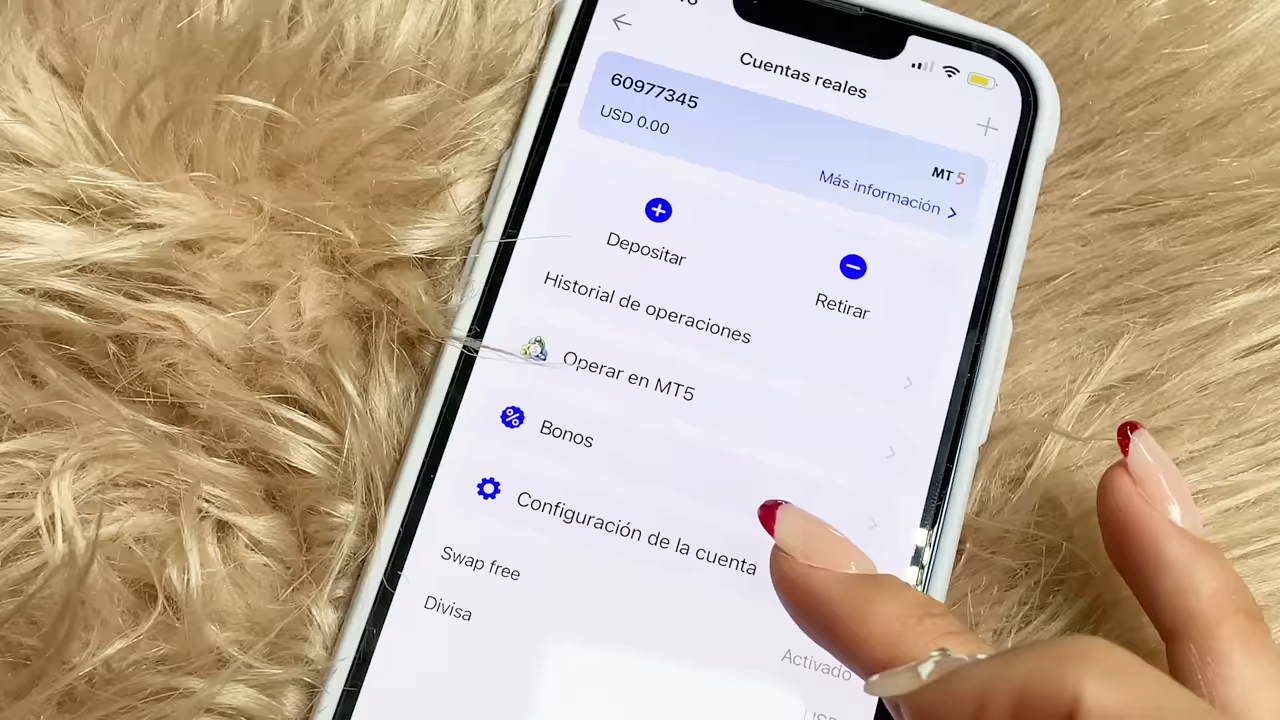 Cuentas reales
60977345
USD 0.00
MT5
Más información
Depositar
Retirar
Historial de operaciones
Operar en MT5
Bonos
Configuración de la cuenta
Swap free
Activado
Divisa